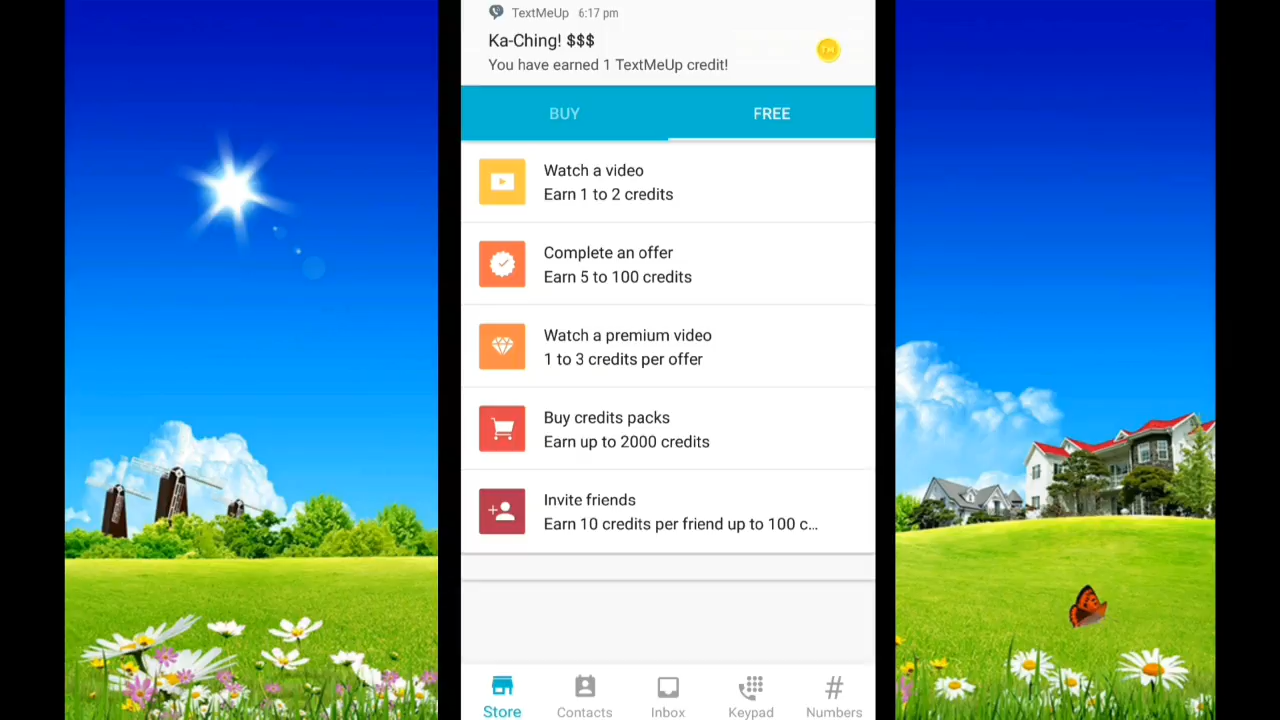 TextMeUp 6:17 pm
Ka-Ching! $$$
You have earned 1 TextMeUp credit!
BUY
FREE
Watch a video
Earn 1 to 2 credits
Complete an offer
Earn 5 to 100 credits
Watch a premium video
1 to 3 credits per offer
Buy credits packs
Earn up to 2000 credits
Invite friends
Earn 10 credits per friend up to 100 c...
Store
Contacts
Inbox
Keypad
Numbers